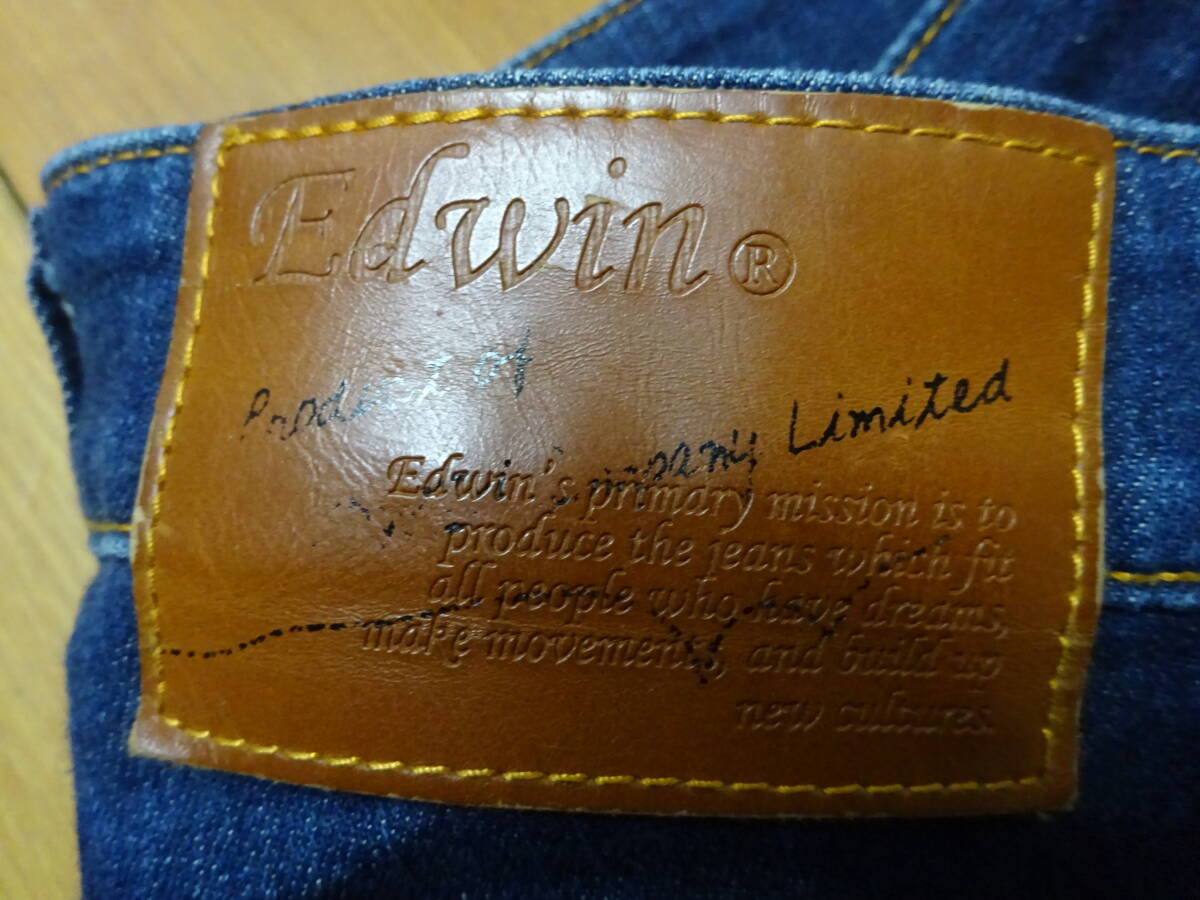 Edwin®
Product of
Company Limited
Edwin's primary mission is to
produce the jeans which fit
all people who have dreams,
make movements, and build up
new cultures.